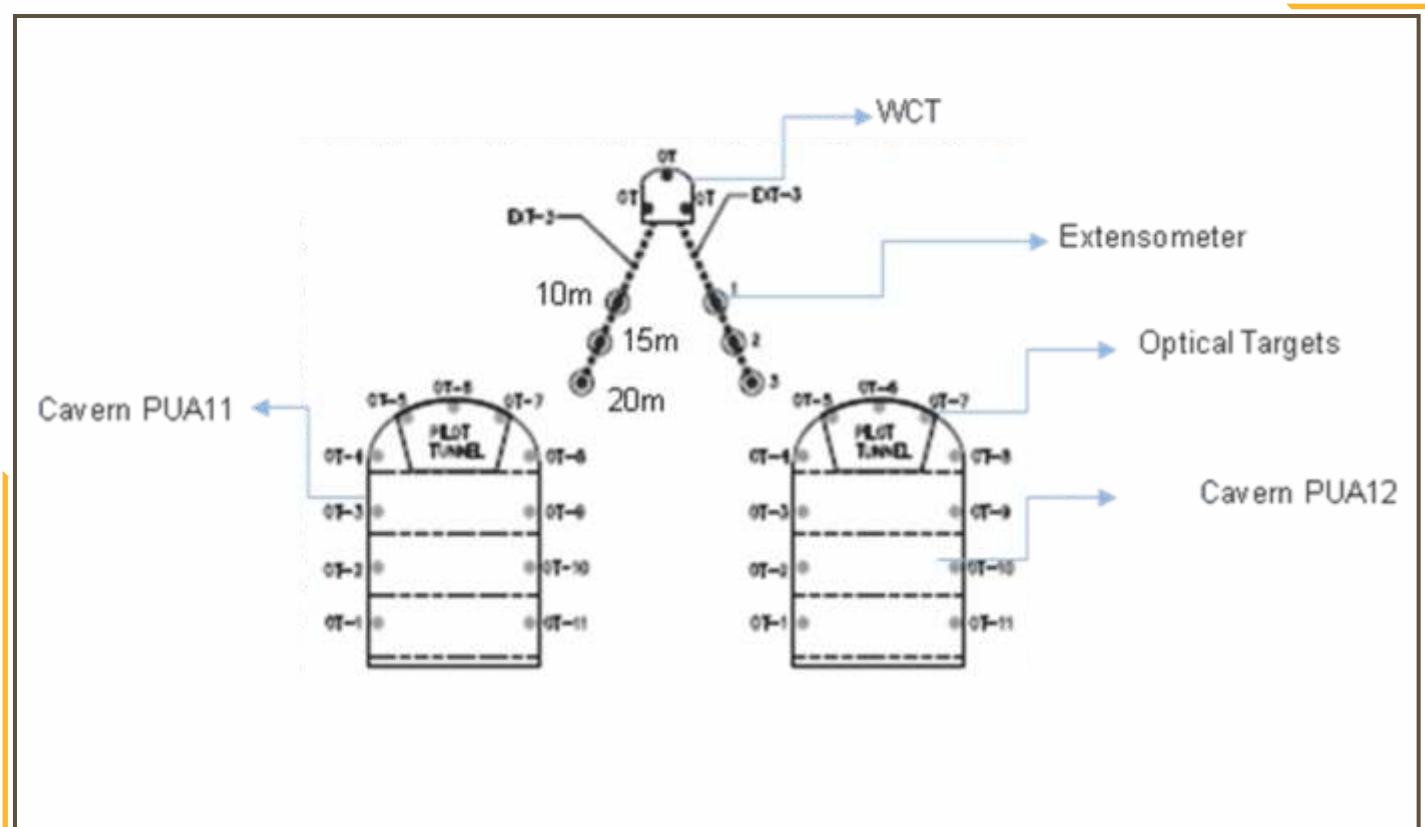 WCT
OT
OT
OT
EXT-3
EXT-3
Extensometer
10m
1
15m
2
Optical Targets
20m
3
Cavern PUA11
OT-5
OT-6
OT-7
OT-5
OT-6
OT-7
PILOT
TUNNEL
PILOT
TUNNEL
OT-4
OT-8
OT-4
OT-8
Cavern PUA12
OT-3
OT-9
OT-3
OT-9
OT-2
OT-10
OT-2
OT-10
OT-1
OT-11
OT-1
OT-11